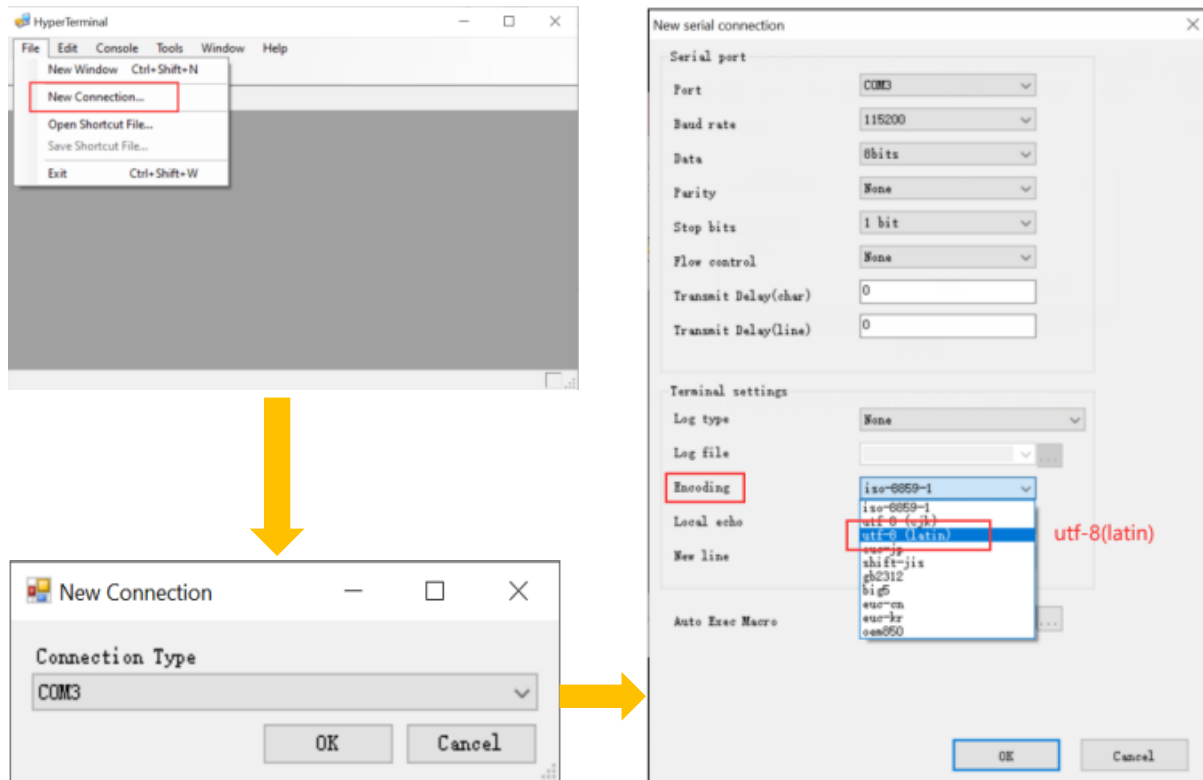 HyperTerminal
File Edit Console Tools Window Help
New Window Ctrl+Shift+N
New Connection...
Open Shortcut File...
Save Shortcut File...
Exit Ctrl+Shift+W
New Connection
Connection Type
COM3
OK Cancel
New serial connection
Serial port
Port COM3
Baud rate 115200
Data 8bits
Parity None
Stop bits 1 bit
Flow control None
Transmit Delay(char) 0
Transmit Delay(line) 0
Terminal settings
Log type None
Log file ...
Encoding iso-8859-1
iso-8859-1
Local echo utf-8 (cjk)
utf-8 (latin) utf-8(latin)
euc-jp
New line shift-jis
gb2312
big5
euc-cn
Auto Exec Macro euc-kr ...
oem850
OK Cancel